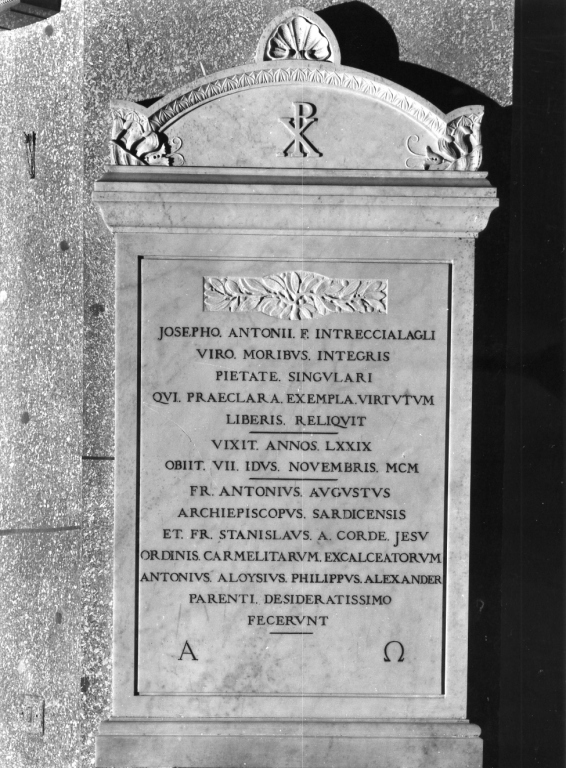 ☧
JOSEPHO. ANTONII. F. INTRECCIALAGLI
VIRO. MORIBVS. INTEGRIS
PIETATE. SINGVLARI
QVI. PRAECLARA. EXEMPLA. VIRTVTVM
LIBERIS. RELIQVIT
VIXIT. ANNOS. LXXIX
OBIIT. VII. IDVS. NOVEMBRIS. MCM
FR. ANTONIVS. AVGVSTVS
ARCHIEPISCOPVS. SARDICENSIS
ET. FR. STANISLAVS. A. CORDE. JESV
ORDINIS. CARMELITARVM. EXCALCEATORVM
ANTONIVS. ALOYSIVS. PHILIPPVS. ALEXANDER
PARENTI. DESIDERATISSIMO
FECERVNT
Α Ω